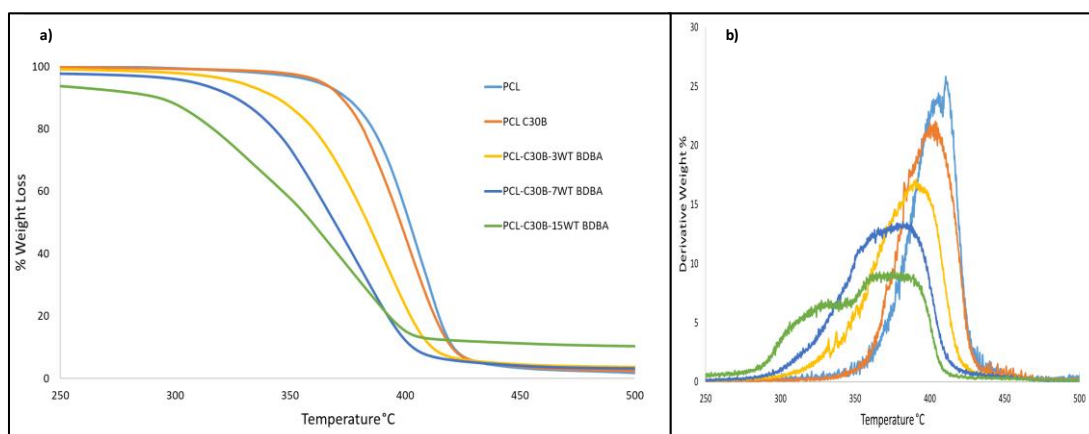 a)
% Weight Loss
100
80
60
40
20
0
250 300 350 400 450 500
Temperature °C
PCL
PCL C30B
PCL-C30B-3WT BDBA
PCL-C30B-7WT BDBA
PCL-C30B-15WT BDBA
b)
Derivative Weight %
30
25
20
15
10
5
0
250 300 350 400 450 500
Temperature °C